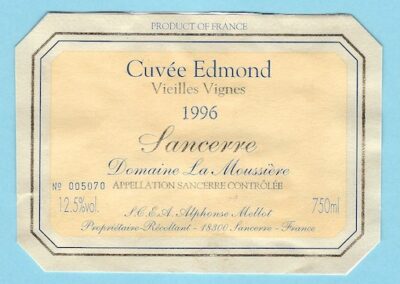 PRODUCT OF FRANCE
Cuvée Edmond
Vieilles Vignes
1996
Sancerre
Domaine La Moussière
Nº 005070
APPELLATION SANCERRE CONTRÔLÉE
12.5%vol.
750ml
S.C.E.A. Alphonse Mellot
Propriétaire-Récoltant - 18300 Sancerre - France